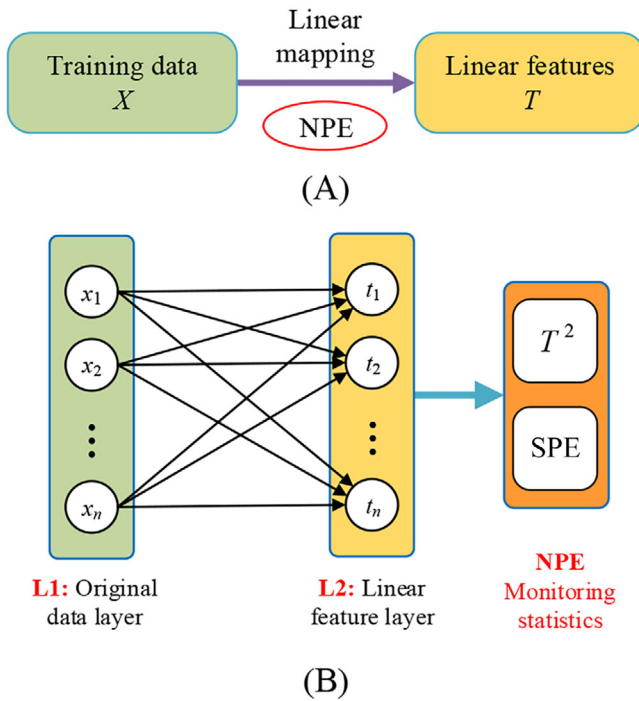 Training data
X
Linear
mapping
NPE
Linear features
T
(A)
x1
x2
⋮
xn
t1
t2
⋮
tn
T 2
SPE
L1: Original
data layer
L2: Linear
feature layer
NPE
Monitoring
statistics
(B)